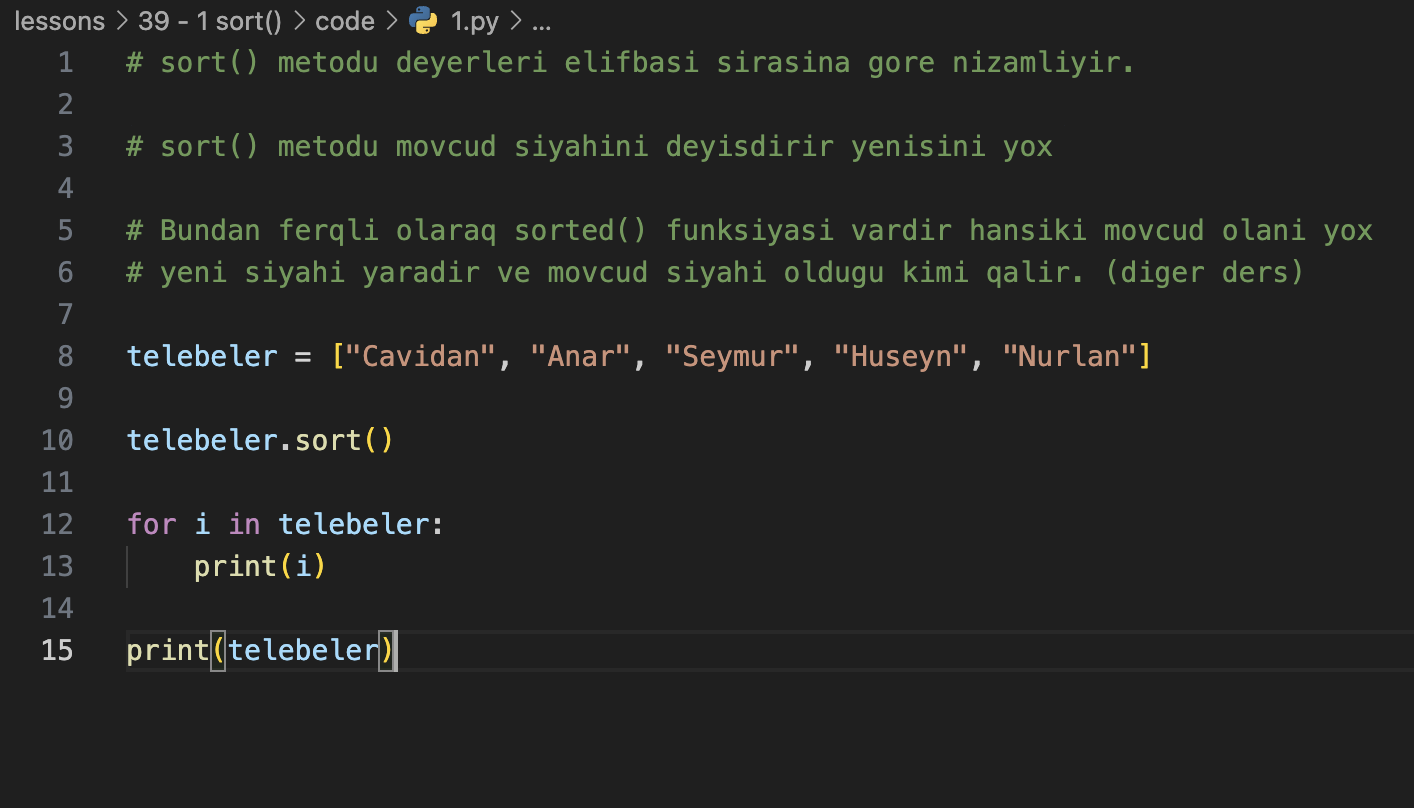 lessons > 39 - 1 sort() > code > 1.py > ...
1 # sort() metodu deyerleri elifbasi sirasina gore nizamliyir.
2
3 # sort() metodu movcud siyahini deyisdirir yenisini yox
4
5 # Bundan ferqli olaraq sorted() funksiyasi vardir hansiki movcud olani yox
6 # yeni siyahi yaradir ve movcud siyahi oldugu kimi qalir. (diger ders)
7
8 telebeler = ["Cavidan", "Anar", "Seymur", "Huseyn", "Nurlan"]
9
10 telebeler.sort()
11
12 for i in telebeler:
13     print(i)
14
15 print(telebeler)